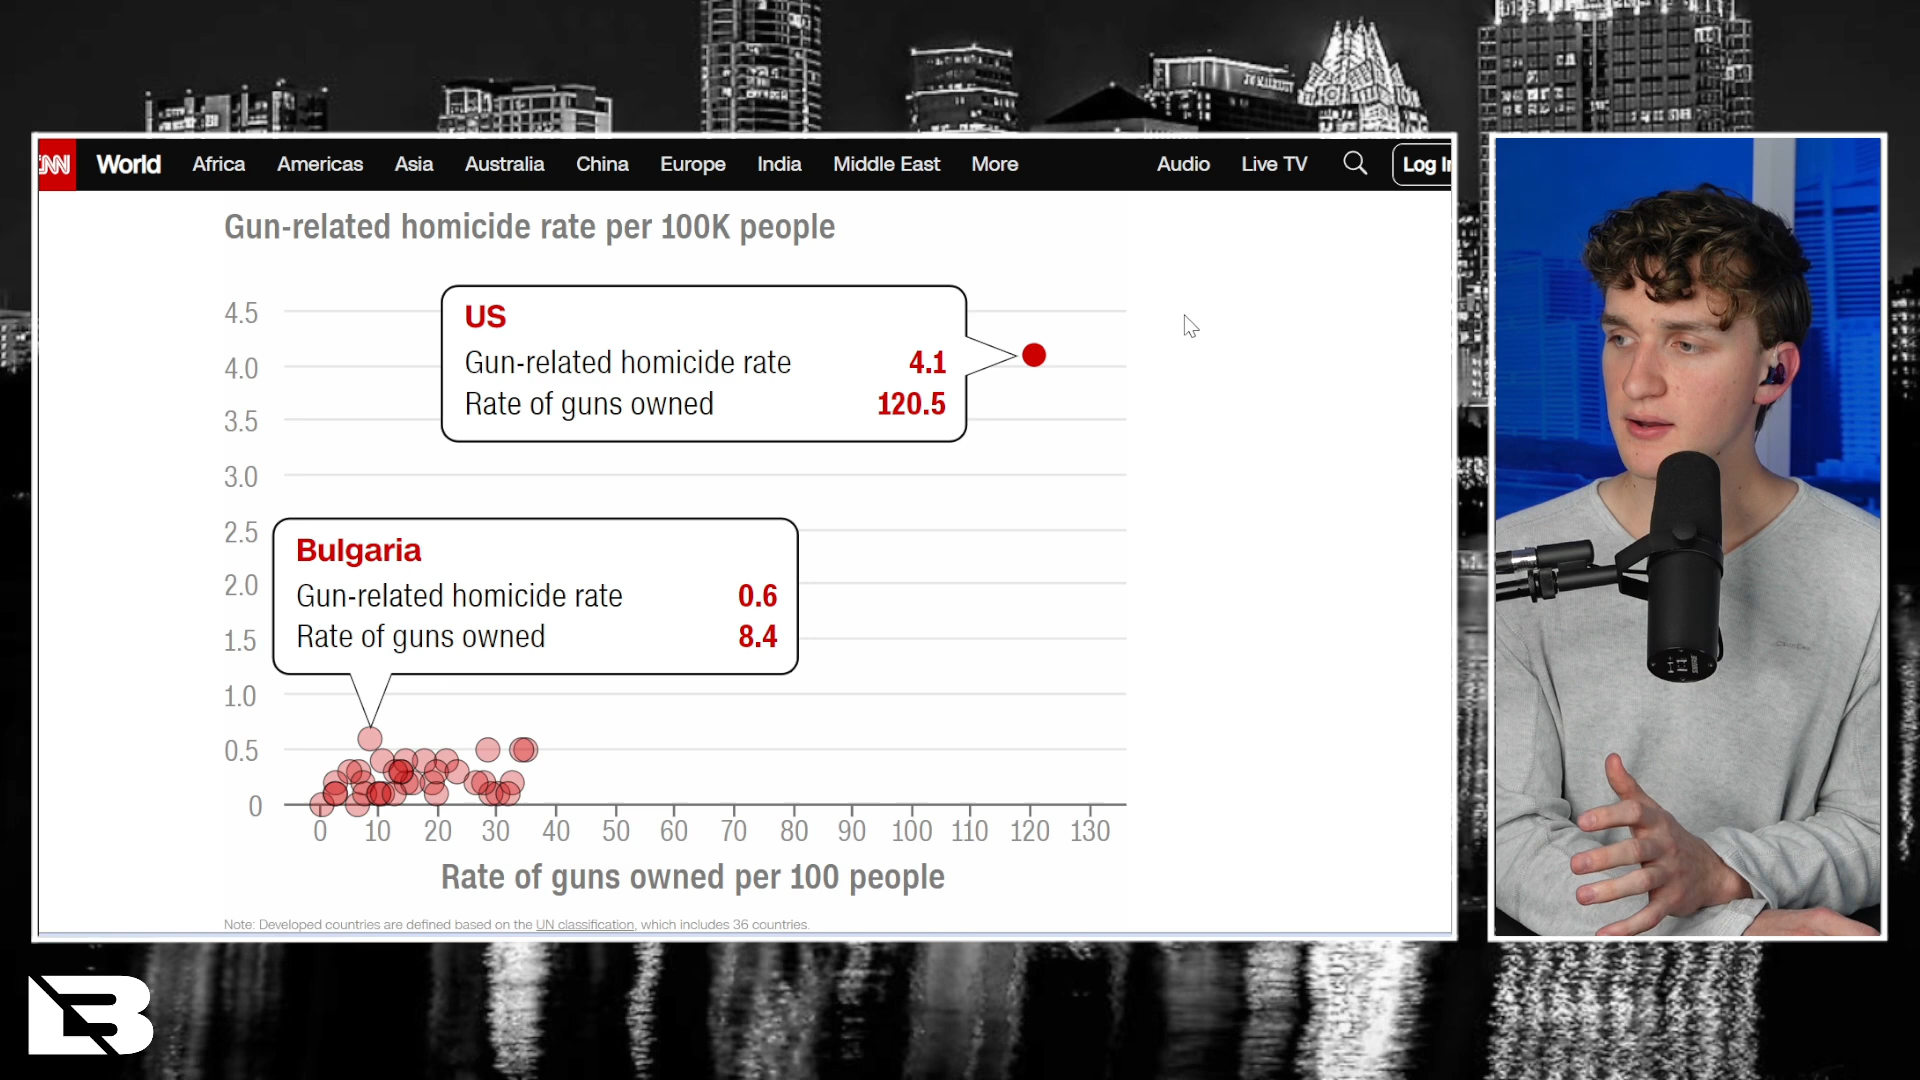 CNN World Africa Americas Asia Australia China Europe India Middle East More Audio Live TV Log In
Gun-related homicide rate per 100K people
4.5
4.0
3.5
3.0
2.5
2.0
1.5
1.0
0.5
0
US
Gun-related homicide rate 4.1
Rate of guns owned 120.5
Bulgaria
Gun-related homicide rate 0.6
Rate of guns owned 8.4
0 10 20 30 40 50 60 70 80 90 100 110 120 130
Rate of guns owned per 100 people
Note: Developed countries are defined based on the UN classification, which includes 36 countries.
B